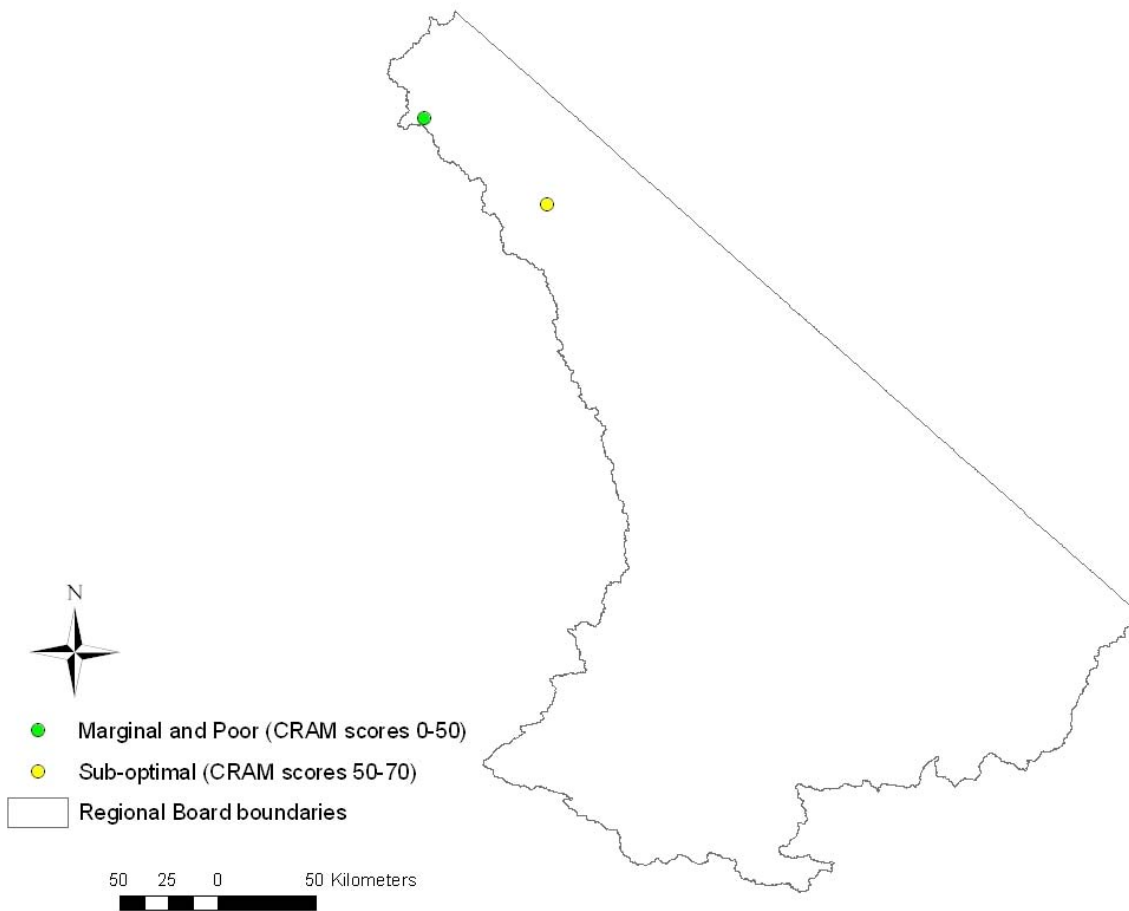 N
Marginal and Poor (CRAM scores 0-50)
Sub-optimal (CRAM scores 50-70)
Regional Board boundaries
50 25 0 50 Kilometers